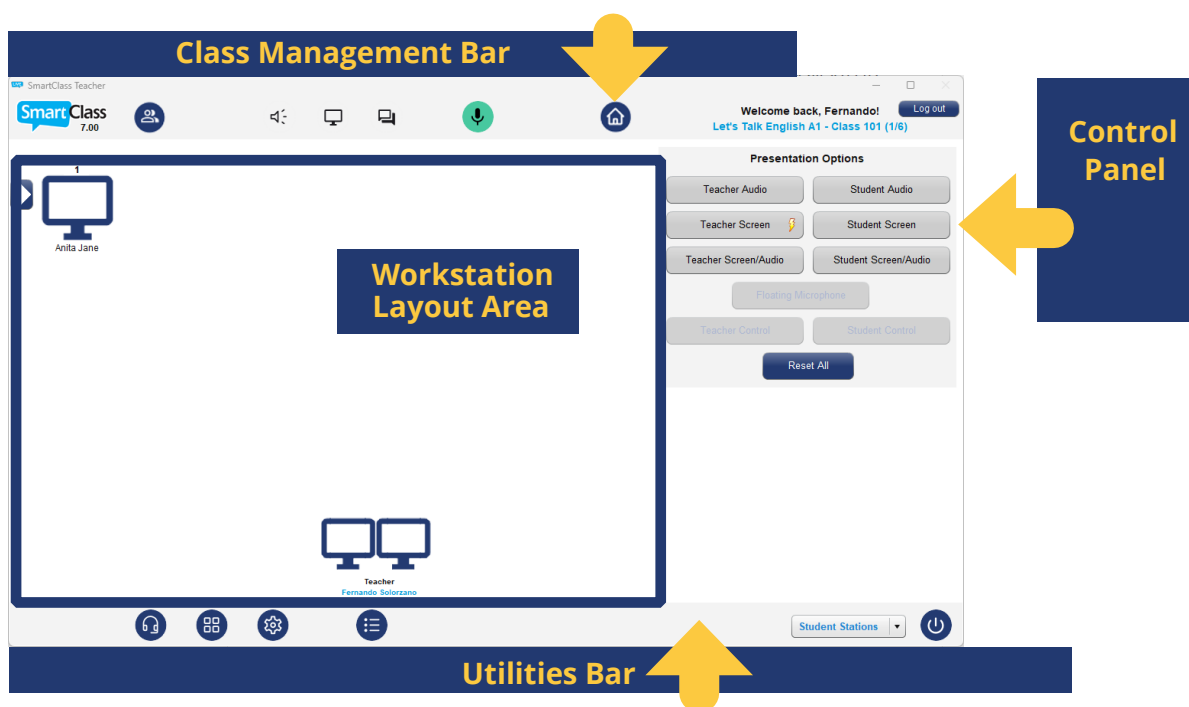 Class Management Bar
SmartClass Teacher
SmartClass
7.00
Welcome back, Fernando!
Log out
Let's Talk English A1 - Class 101 (1/6)
Control
Panel
Presentation Options
1
Teacher Audio
Student Audio
Teacher Screen
Student Screen
Anita Jane
Workstation
Layout Area
Teacher Screen/Audio
Student Screen/Audio
Floating Microphone
Teacher Control
Student Control
Reset All
Teacher
Fernando Solorzano
Student Stations
Utilities Bar